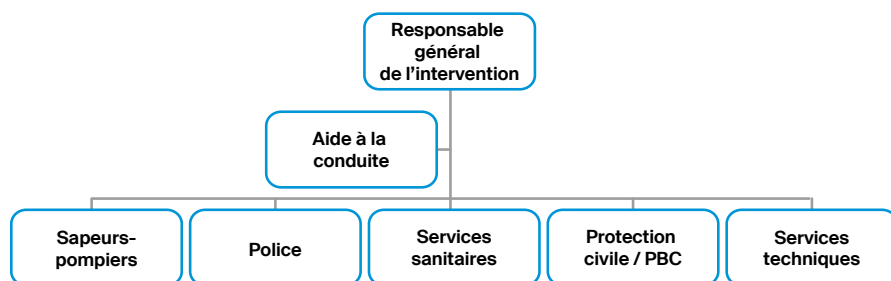 Responsable
général
de l'intervention
Aide à la
conduite
Sapeurs-
pompiers
Police
Services
sanitaires
Protection
civile / PBC
Services
techniques